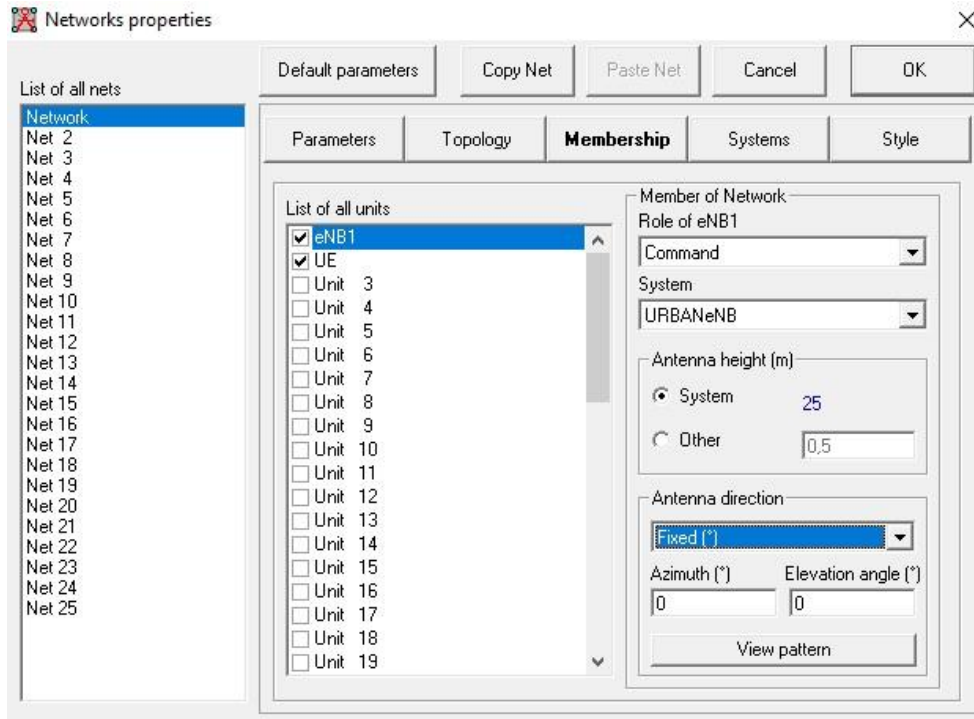 Networks properties
Default parameters
Copy Net
Paste Net
Cancel
OK
List of all nets
Network
Net 2
Net 3
Net 4
Net 5
Net 6
Net 7
Net 8
Net 9
Net 10
Net 11
Net 12
Net 13
Net 14
Net 15
Net 16
Net 17
Net 18
Net 19
Net 20
Net 21
Net 22
Net 23
Net 24
Net 25
Parameters
Topology
Membership
Systems
Style
List of all units
eNB1
UE
Unit 3
Unit 4
Unit 5
Unit 6
Unit 7
Unit 8
Unit 9
Unit 10
Unit 11
Unit 12
Unit 13
Unit 14
Unit 15
Unit 16
Unit 17
Unit 18
Unit 19
Member of Network
Role of eNB1
Command
System
URBANeNB
Antenna height (m)
System 25
Other 0,5
Antenna direction
Fixed (°)
Azimuth (°) Elevation angle (°)
0 0
View pattern